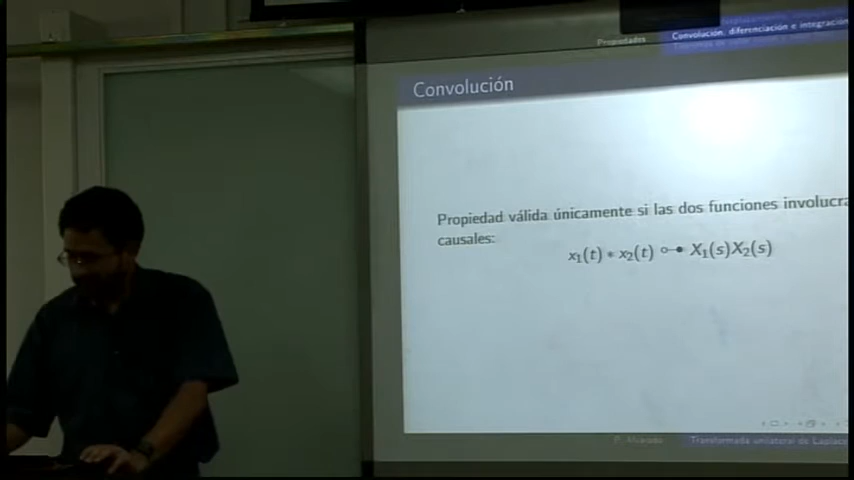 Propiedades
Convolución, diferenciación e integración
Convolución
Propiedad válida únicamente si las dos funciones involucra
causales:
x₁(t) ∗ x₂(t) ○─● X₁(s)X₂(s)
P. Alvarado
Transformada unilateral de Laplace